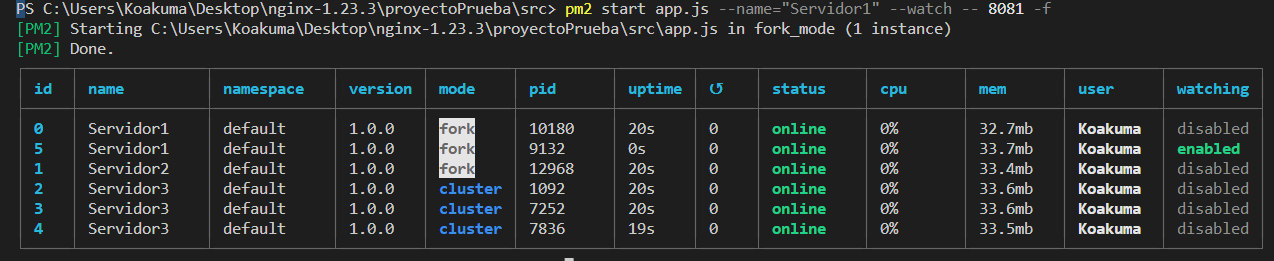 PS C:\Users\Koakuma\Desktop\nginx-1.23.3\proyectoPrueba\src> pm2 start app.js --name="Servidor1" --watch -- 8081 -f
[PM2] Starting C:\Users\Koakuma\Desktop\nginx-1.23.3\proyectoPrueba\src\app.js in fork_mode (1 instance)
[PM2] Done.
id name namespace version mode pid uptime ↺ status cpu mem user watching
0 Servidor1 default 1.0.0 fork 10180 20s 0 online 0% 32.7mb Koakuma disabled
5 Servidor1 default 1.0.0 fork 9132 0s 0 online 0% 33.7mb Koakuma enabled
1 Servidor2 default 1.0.0 fork 12968 20s 0 online 0% 33.4mb Koakuma disabled
2 Servidor3 default 1.0.0 cluster 1092 20s 0 online 0% 33.6mb Koakuma disabled
3 Servidor3 default 1.0.0 cluster 7252 20s 0 online 0% 33.6mb Koakuma disabled
4 Servidor3 default 1.0.0 cluster 7836 19s 0 online 0% 33.5mb Koakuma disabled